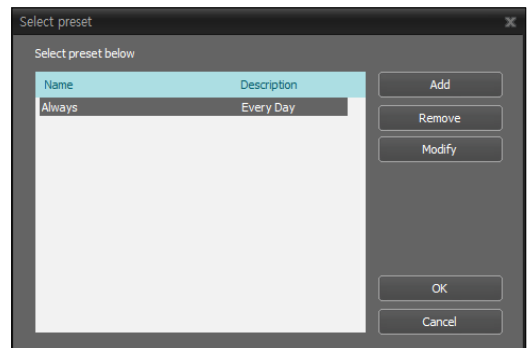 Select preset
Select preset below
Name Description
Always Every Day
Add
Remove
Modify
OK
Cancel